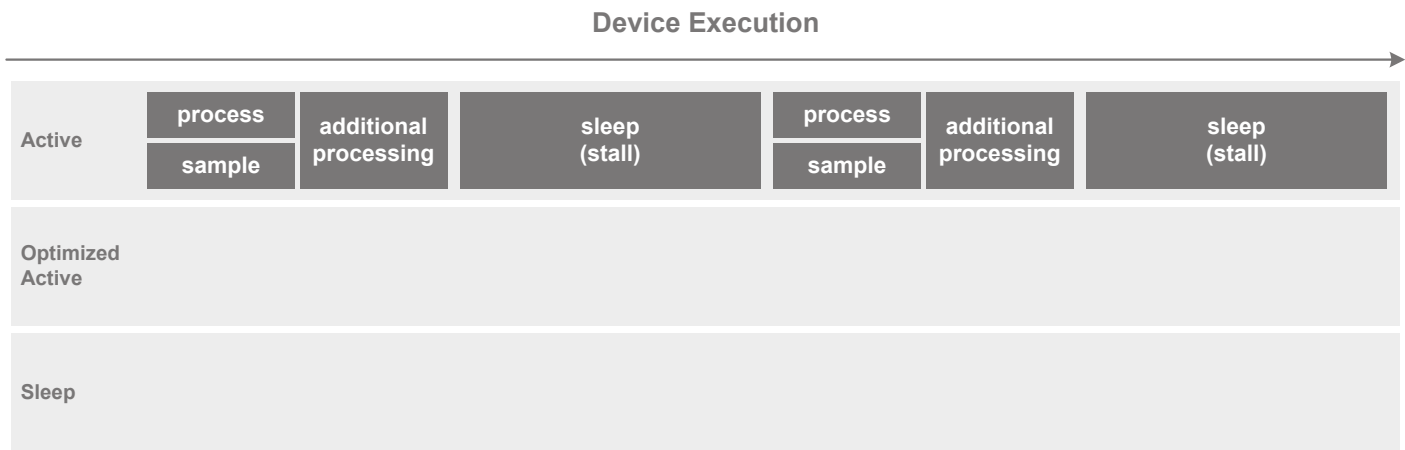 Device Execution
Active
process
sample
additional
processing
sleep
(stall)
process
sample
additional
processing
sleep
(stall)
Optimized
Active
Sleep